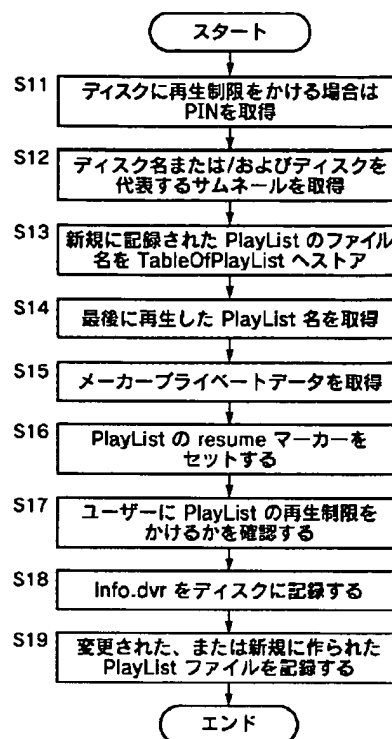 スタート
S11
ディスクに再生制限をかける場合は
PINを取得
S12
ディスク名または/およびディスクを
代表するサムネールを取得
S13
新規に記録された PlayList のファイル
名を TableOfPlayList へストア
S14
最後に再生した PlayList 名を取得
S15
メーカープライベートデータを取得
S16
PlayList の resume マーカーを
セットする
S17
ユーザーに PlayList の再生制限を
かけるかを確認する
S18
info.dvr をディスクに記録する
S19
変更された、または新規に作られた
PlayList ファイルを記録する
エンド